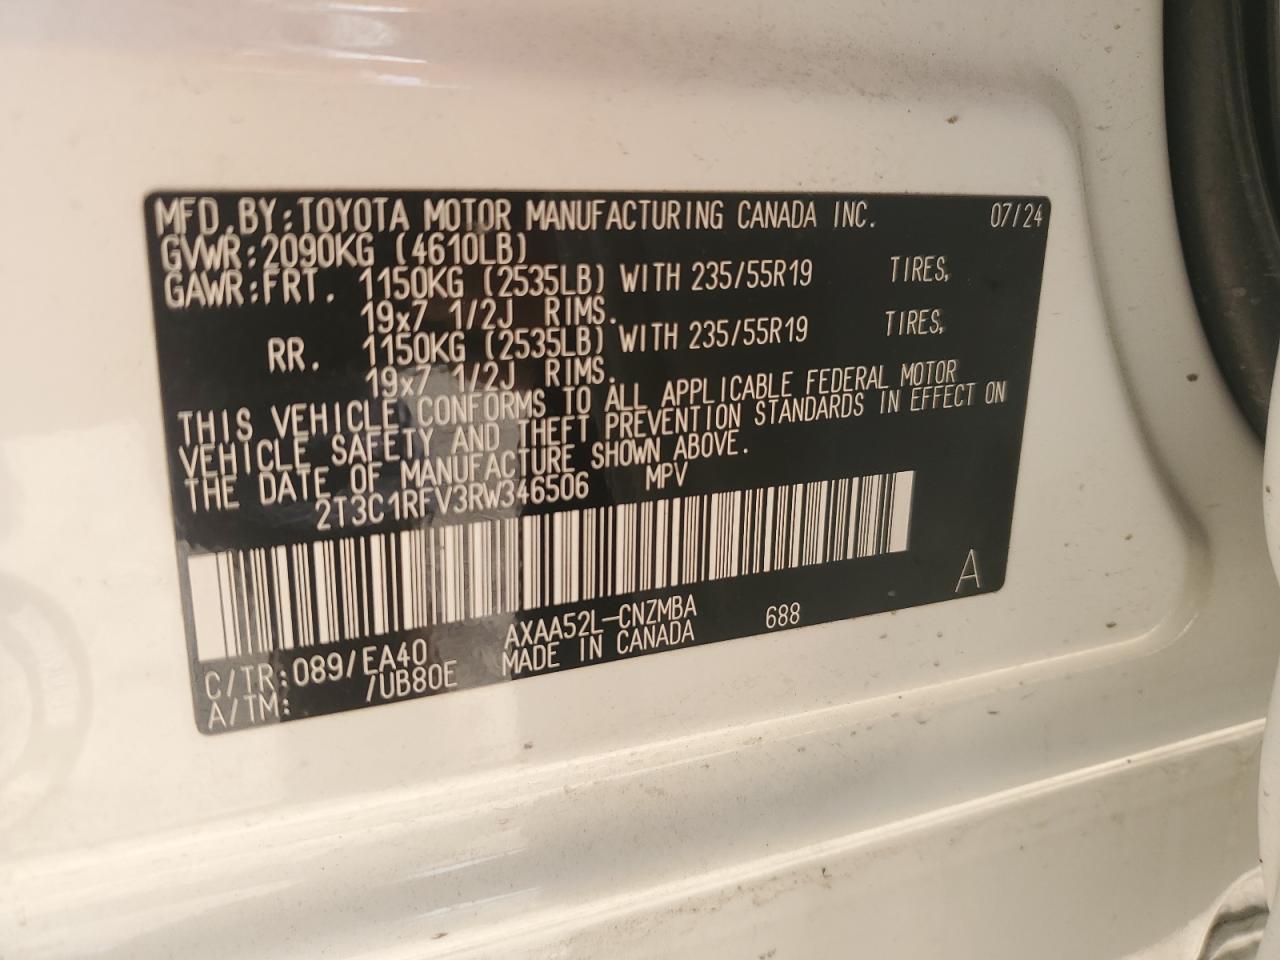 MFD.BY:TOYOTA MOTOR MANUFACTURING CANADA INC. 07/24
GVWR:2090KG (4610LB)
GAWR:FRT. 1150KG (2535LB) WITH 235/55R19 TIRES,
19x7 1/2J RIMS.
RR. 1150KG (2535LB) WITH 235/55R19 TIRES,
19x7 1/2J RIMS.
THIS VEHICLE CONFORMS TO ALL APPLICABLE FEDERAL MOTOR
VEHICLE SAFETY AND THEFT PREVENTION STANDARDS IN EFFECT ON
THE DATE OF MANUFACTURE SHOWN ABOVE.
2T3C1RFV3RW346506 MPV
A
C/TR:089/EA40 AXAA52L-CNZMBA 688
A/TM: /UB80E MADE IN CANADA